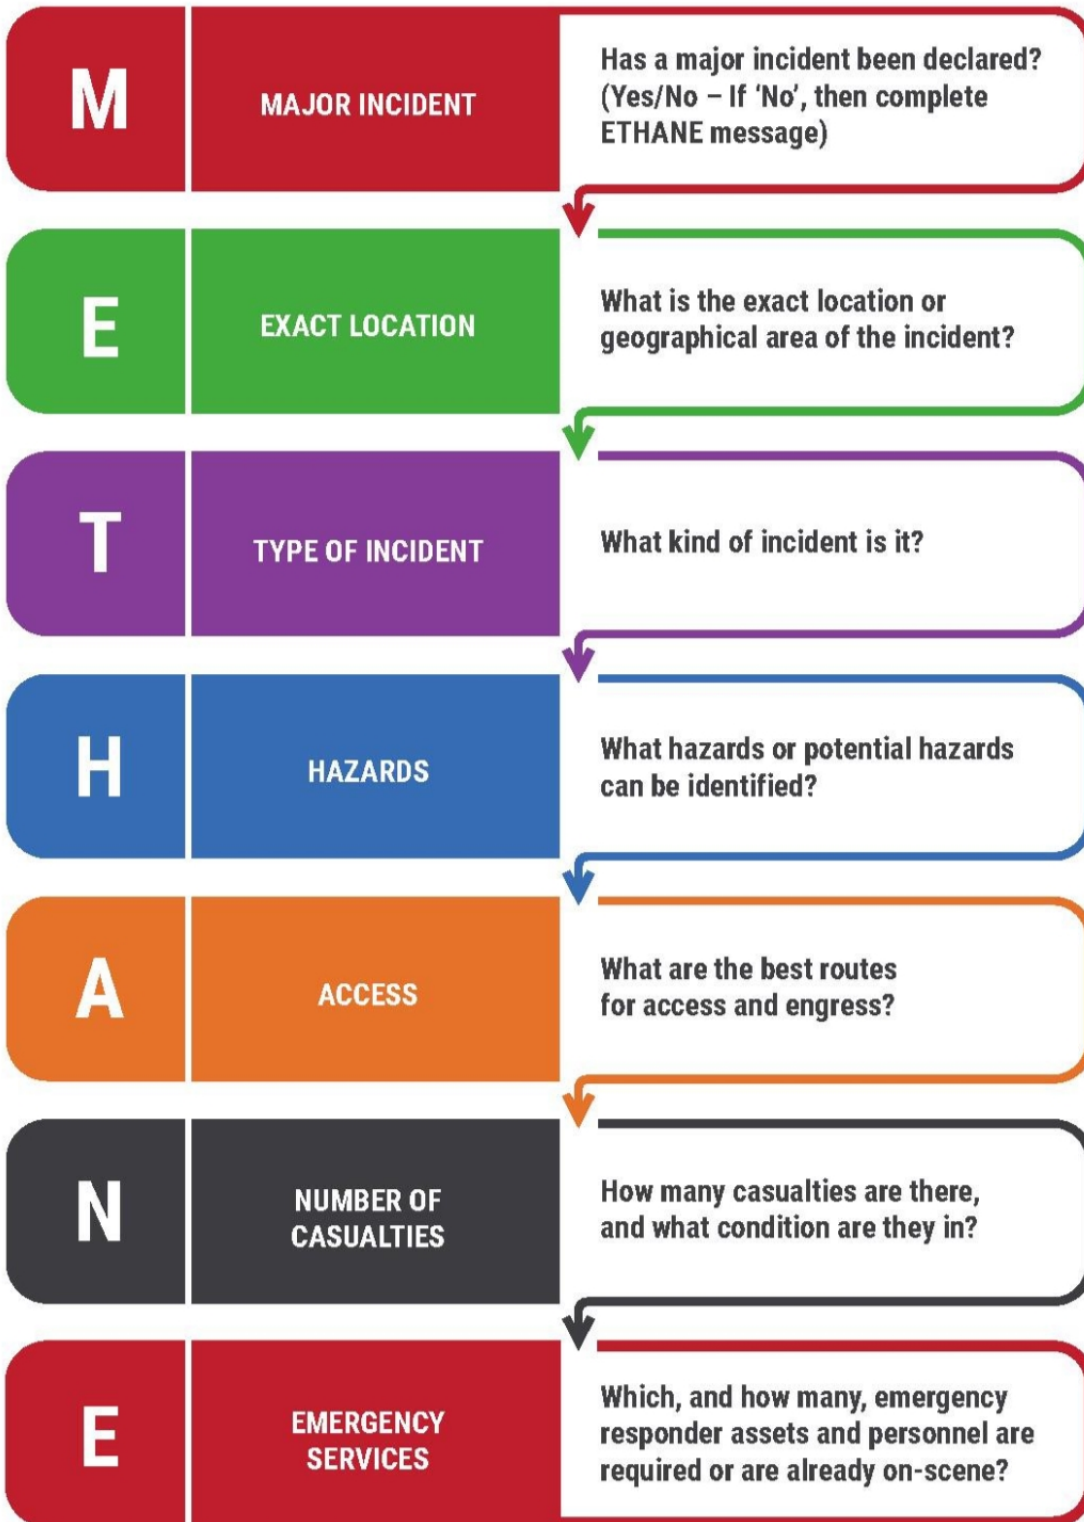 M
MAJOR INCIDENT
Has a major incident been declared?
(Yes/No – If ‘No’, then complete
ETHANE message)
E
EXACT LOCATION
What is the exact location or
geographical area of the incident?
T
TYPE OF INCIDENT
What kind of incident is it?
H
HAZARDS
What hazards or potential hazards
can be identified?
A
ACCESS
What are the best routes
for access and engress?
N
NUMBER OF
CASUALTIES
How many casualties are there,
and what condition are they in?
E
EMERGENCY
SERVICES
Which, and how many, emergency
responder assets and personnel are
required or are already on-scene?